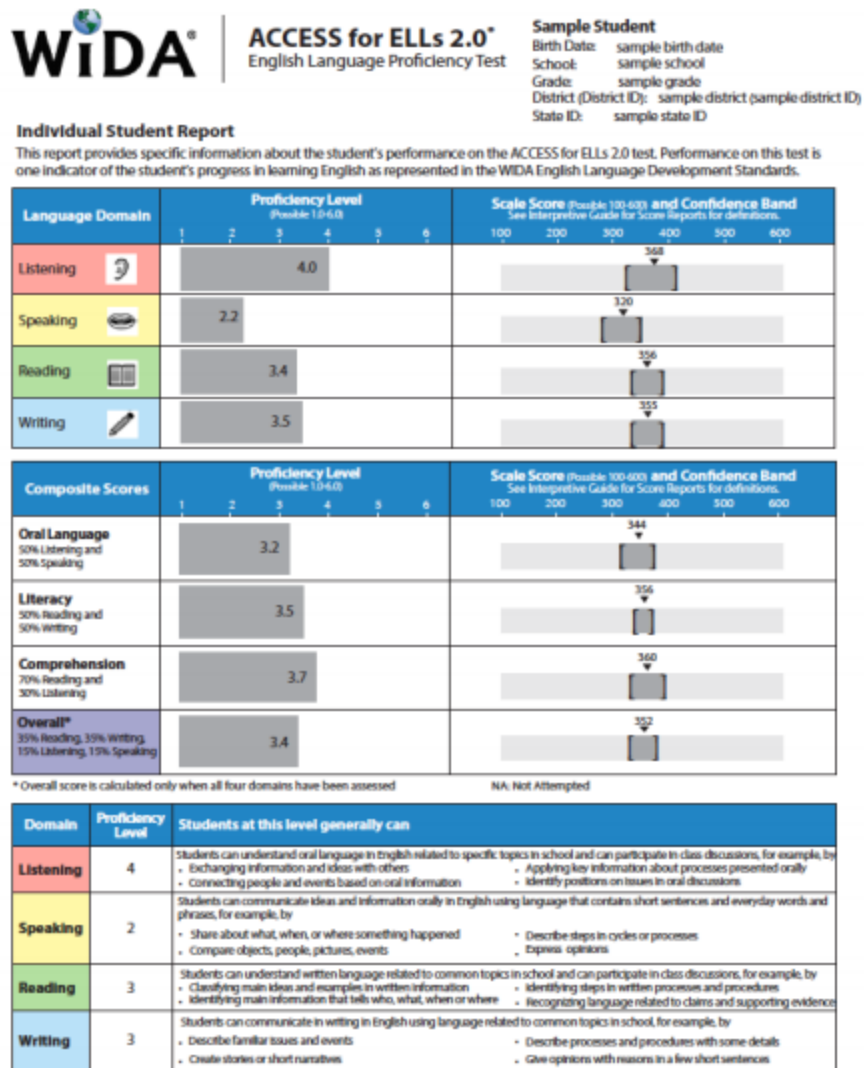 WIDA®
ACCESS for ELLs 2.0*
English Language Proficiency Test
Sample Student
Birth Date: sample birth date
School: sample school
Grade: sample grade
District (District ID): sample district (sample district ID)
State ID: sample state ID
Individual Student Report
This report provides specific information about the student's performance on the ACCESS for ELLs 2.0 test. Performance on this test is
one indicator of the student's progress in learning English as represented in the WIDA English Language Development Standards.
Language Domain
Proficiency Level
(Possible 1.0-6.0)
1 2 3 4 5 6
Scale Score (Possible 100-600) and Confidence Band
See Interpretive Guide for Score Reports for definitions.
100 200 300 400 500 600
Listening 4.0 368
Speaking 2.2 320
Reading 3.4 356
Writing 3.5 355
Composite Scores
Proficiency Level
(Possible 1.0-6.0)
1 2 3 4 5 6
Scale Score (Possible 100-600) and Confidence Band
See Interpretive Guide for Score Reports for definitions.
100 200 300 400 500 600
Oral Language
50% Listening and
50% Speaking
3.2 344
Literacy
50% Reading and
50% Writing
3.5 356
Comprehension
70% Reading and
30% Listening
3.7 360
Overall*
35% Reading, 35% Writing,
15% Listening, 15% Speaking
3.4 352
* Overall score is calculated only when all four domains have been assessed NA: Not Attempted
Domain
Proficiency
Level
Students at this level generally can
Listening 4
Students can understand oral language in English related to specific topics in school and can participate in class discussions, for example, by
• Exchanging information and ideas with others
• Connecting people and events based on oral information
• Applying key information about processes presented orally
• Identify positions on issues in oral discussions
Speaking 2
Students can communicate ideas and information orally in English using language that contains short sentences and everyday words and
phrases, for example, by
• Share about what, when, or where something happened
• Compare objects, people, pictures, events
• Describe steps in cycles or processes
• Express opinions
Reading 3
Students can understand written language related to common topics in school and can participate in class discussions, for example, by
• Classifying main ideas and examples in written information
• Identifying main information that tells who, what, when or where
• Identifying steps in written processes and procedures
• Recognizing language related to claims and supporting evidence
Writing 3
Students can communicate in writing in English using language related to common topics in school, for example, by
• Describe familiar issues and events
• Create stories or short narratives
• Describe processes and procedures with some details
• Give opinions with reasons in a few short sentences